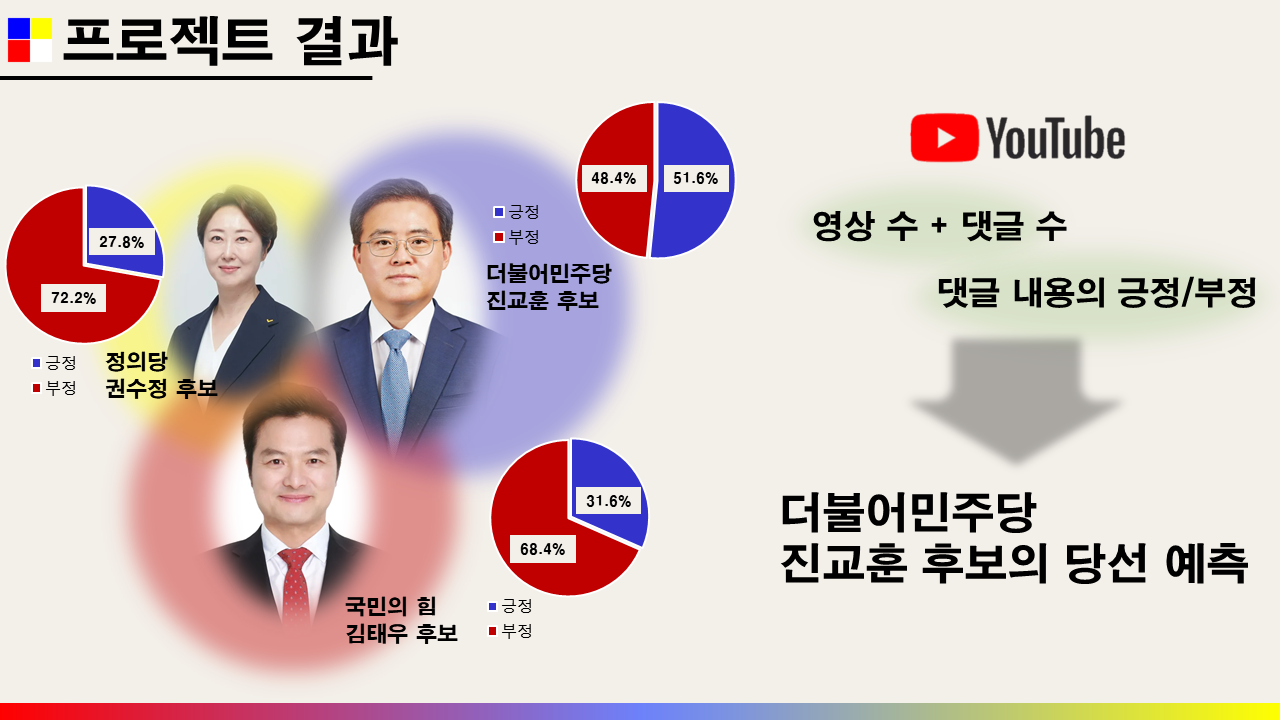 프로젝트 결과
48.4%
51.6%
긍정
부정
더불어민주당
진교훈 후보
27.8%
72.2%
긍정
부정
정의당
권수정 후보
31.6%
68.4%
긍정
부정
국민의 힘
김태우 후보
YouTube
영상 수 + 댓글 수
댓글 내용의 긍정/부정
더불어민주당
진교훈 후보의 당선 예측